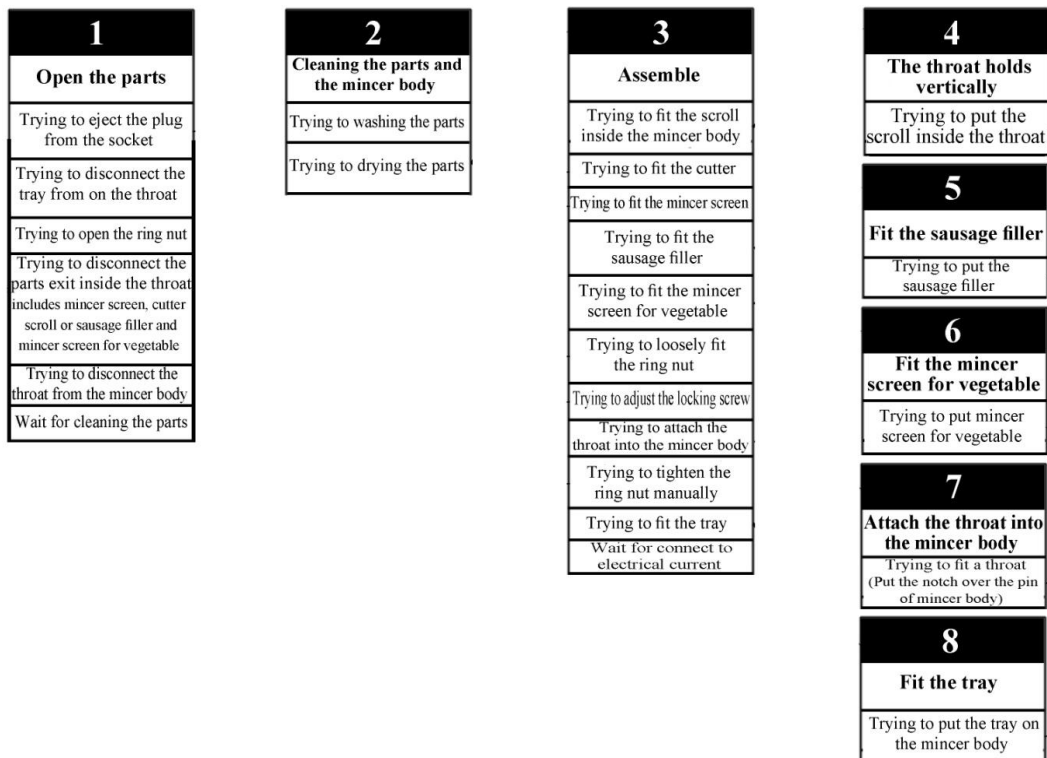 1
Open the parts
Trying to eject the plug
from the socket
Trying to disconnect the
tray from on the throat
Trying to open the ring nut
Trying to disconnect the
parts exit inside the throat
includes mincer screen, cutter
scroll or sausage filler and
mincer screen for vegetable
Trying to disconnect the
throat from the mincer body
Wait for cleaning the parts
2
Cleaning the parts and
the mincer body
Trying to washing the parts
Trying to drying the parts
3
Assemble
Trying to fit the scroll
inside the mincer body
Trying to fit the cutter
Trying to fit the mincer screen
Trying to fit the
sausage filler
Trying to fit the mincer
screen for vegetable
Trying to loosely fit
the ring nut
Trying to adjust the locking screw
Trying to attach the
throat into the mincer body
Trying to tighten the
ring nut manually
Trying to fit the tray
Wait for connect to
electrical current
4
The throat holds
vertically
Trying to put the
scroll inside the throat
5
Fit the sausage filler
Trying to put the
sausage filler
6
Fit the mincer
screen for vegetable
Trying to put mincer
screen for vegetable
7
Attach the throat into
the mincer body
Trying to fit a throat
(Put the notch over the pin
of mincer body)
8
Fit the tray
Trying to put the tray on
the mincer body